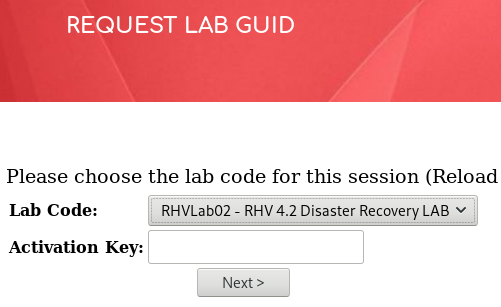 REQUEST LAB GUID
Please choose the lab code for this session (Reload
Lab Code: RHVLab02 - RHV 4.2 Disaster Recovery LAB
Activation Key:
Next >